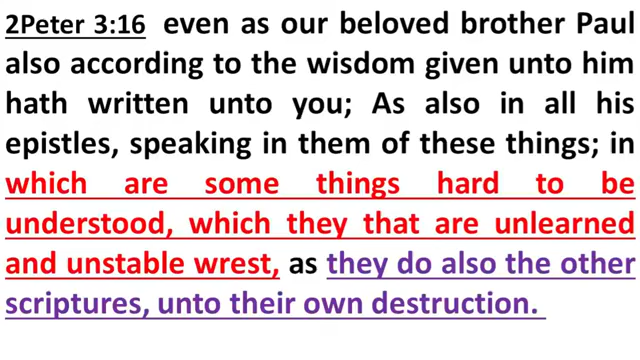 2Peter 3:16 even as our beloved brother Paul
also according to the wisdom given unto him
hath written unto you; As also in all his
epistles, speaking in them of these things; in
which are some things hard to be
understood, which they that are unlearned
and unstable wrest, as they do also the other
scriptures, unto their own destruction.